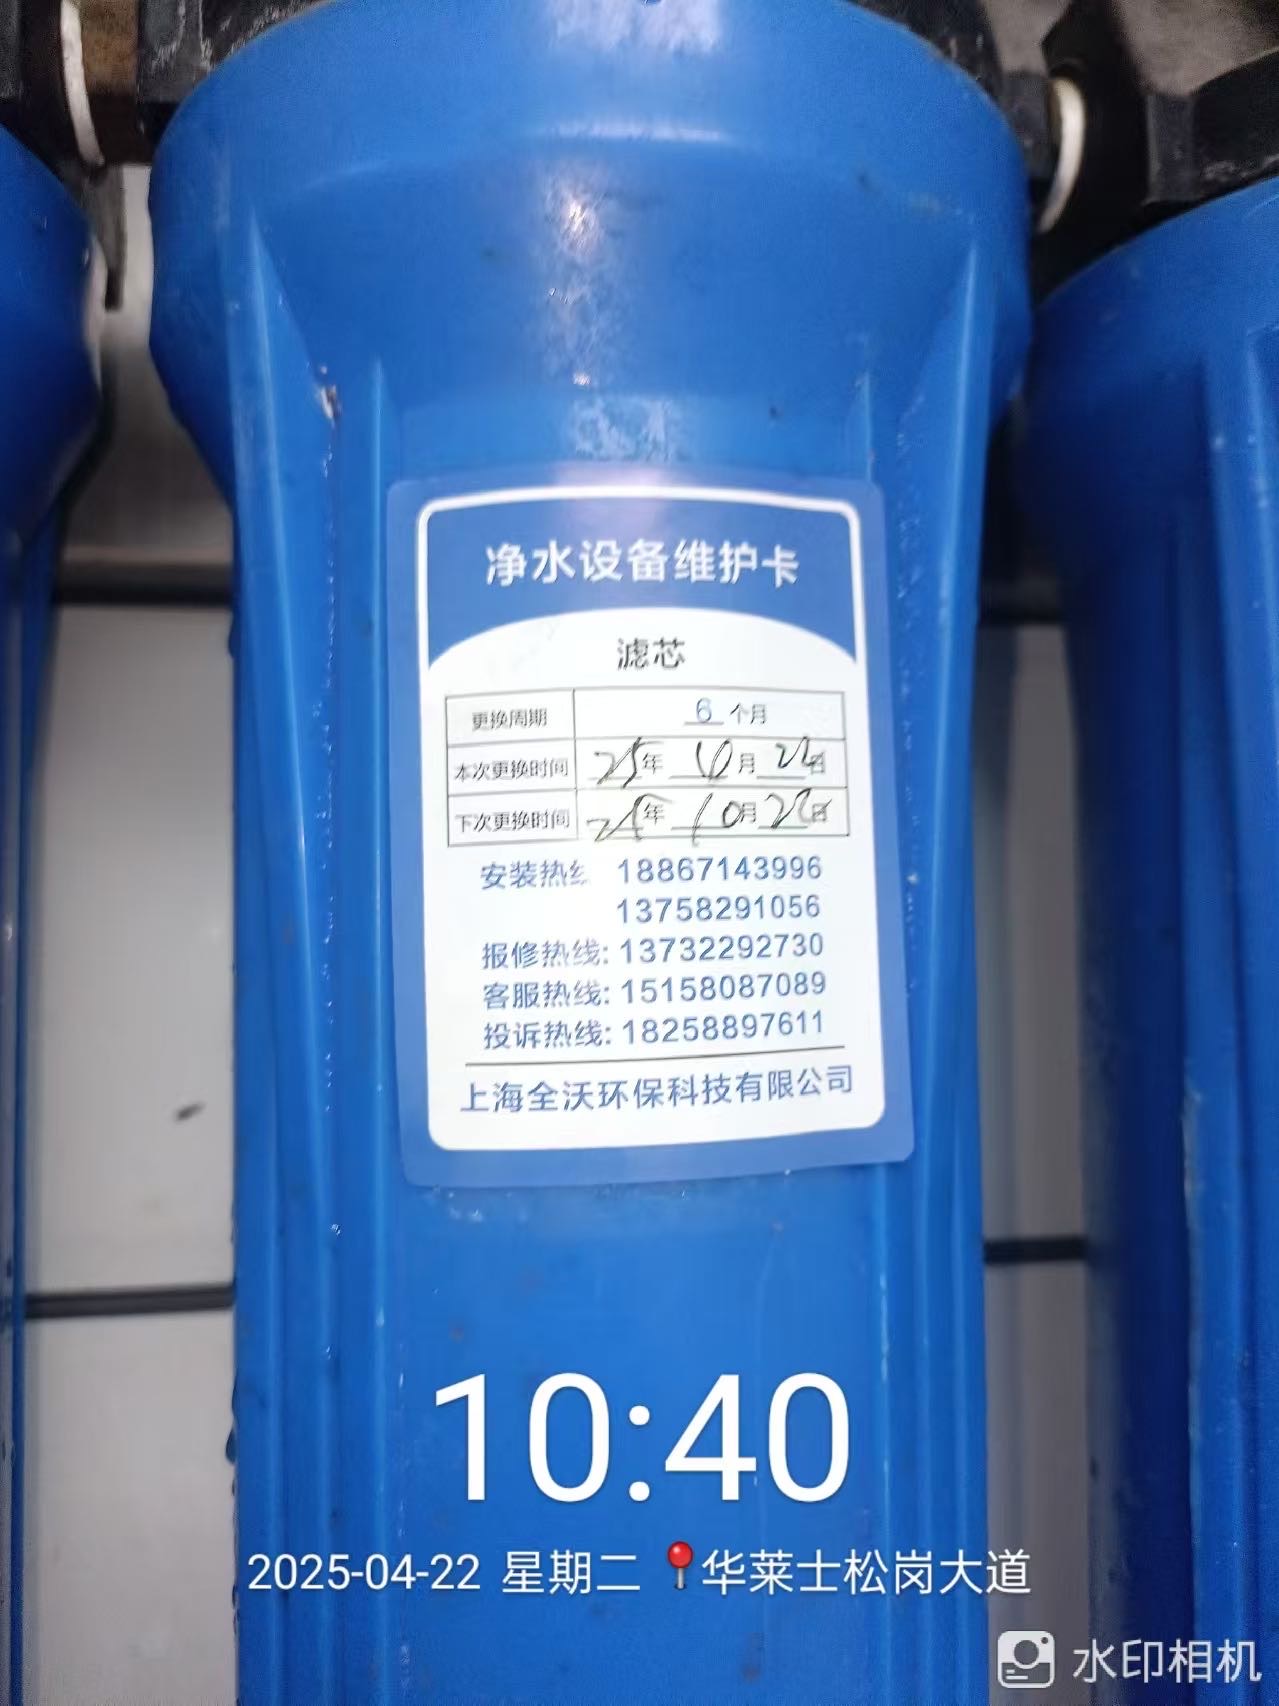 净水设备维护卡
滤芯
更换周期 6 个月
本次更换时间 25年 月 22日
下次更换时间 25年 10月22日
安装热线 18867143996
13758291056
报修热线: 13732292730
客服热线: 15158087089
投诉热线: 18258897611
上海全沃环保科技有限公司
10:40
2025-04-22 星期二 华莱士松岗大道
水印相机